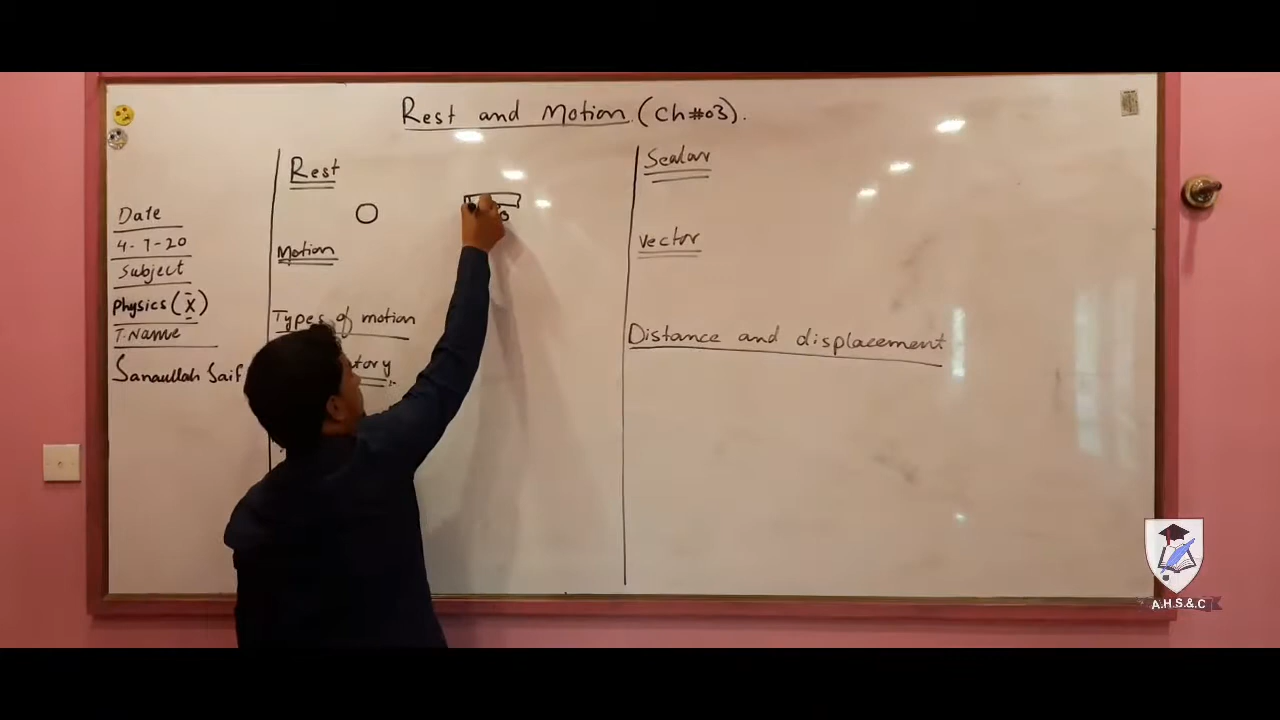 Rest and Motion (Ch#03).
Date
4-7-20
Subject
Physics (X)
T.Name
Sanaullah Saif
Rest
Motion
Types of motion
Scalar
vector
Distance and displacement
A.H.S.&C